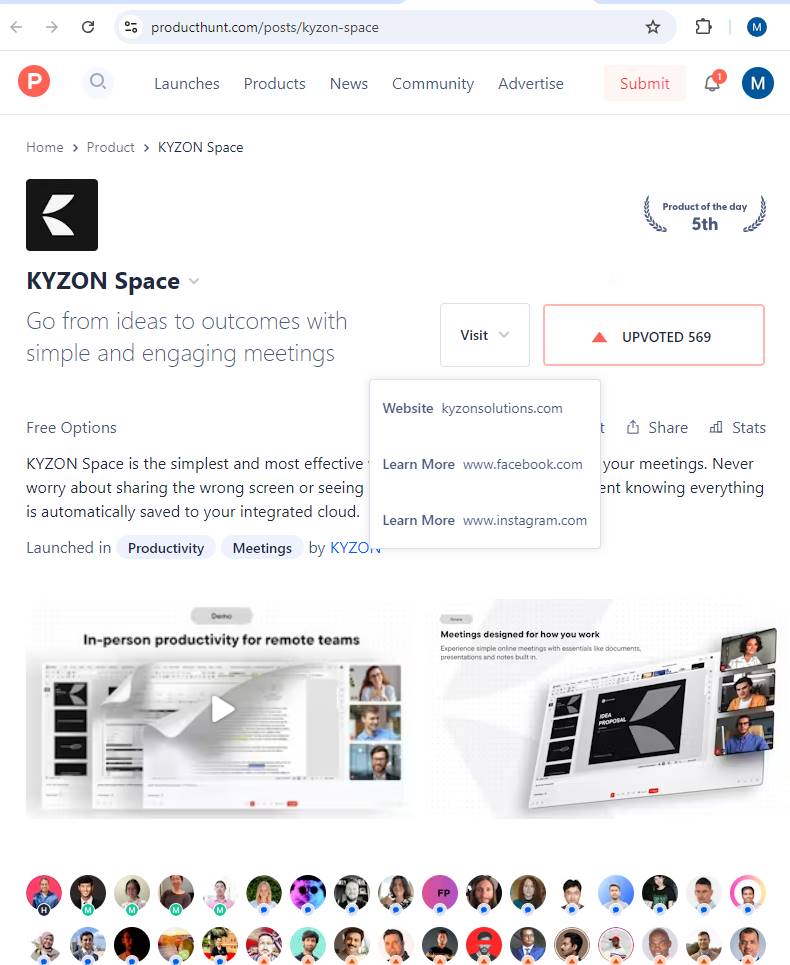 producthunt.com/posts/kyzon-space
M
P
Launches Products News Community Advertise Submit 1 M
Home > Product > KYZON Space
Product of the day
5th
KYZON Space
Go from ideas to outcomes with
simple and engaging meetings
Visit
UPVOTED 569
Website kyzonsolutions.com
Learn More www.facebook.com
Learn More www.instagram.com
Free Options
t Share Stats
KYZON Space is the simplest and most effective your meetings. Never
worry about sharing the wrong screen or seeing ent knowing everything
is automatically saved to your integrated cloud.
Launched in Productivity Meetings by KYZON
Demo
In-person productivity for remote teams
Meetings designed for how you work
Experience simple online meetings with essentials like documents,
presentations and notes built in.
IDEA
PROPOSAL
FP
H M M M M